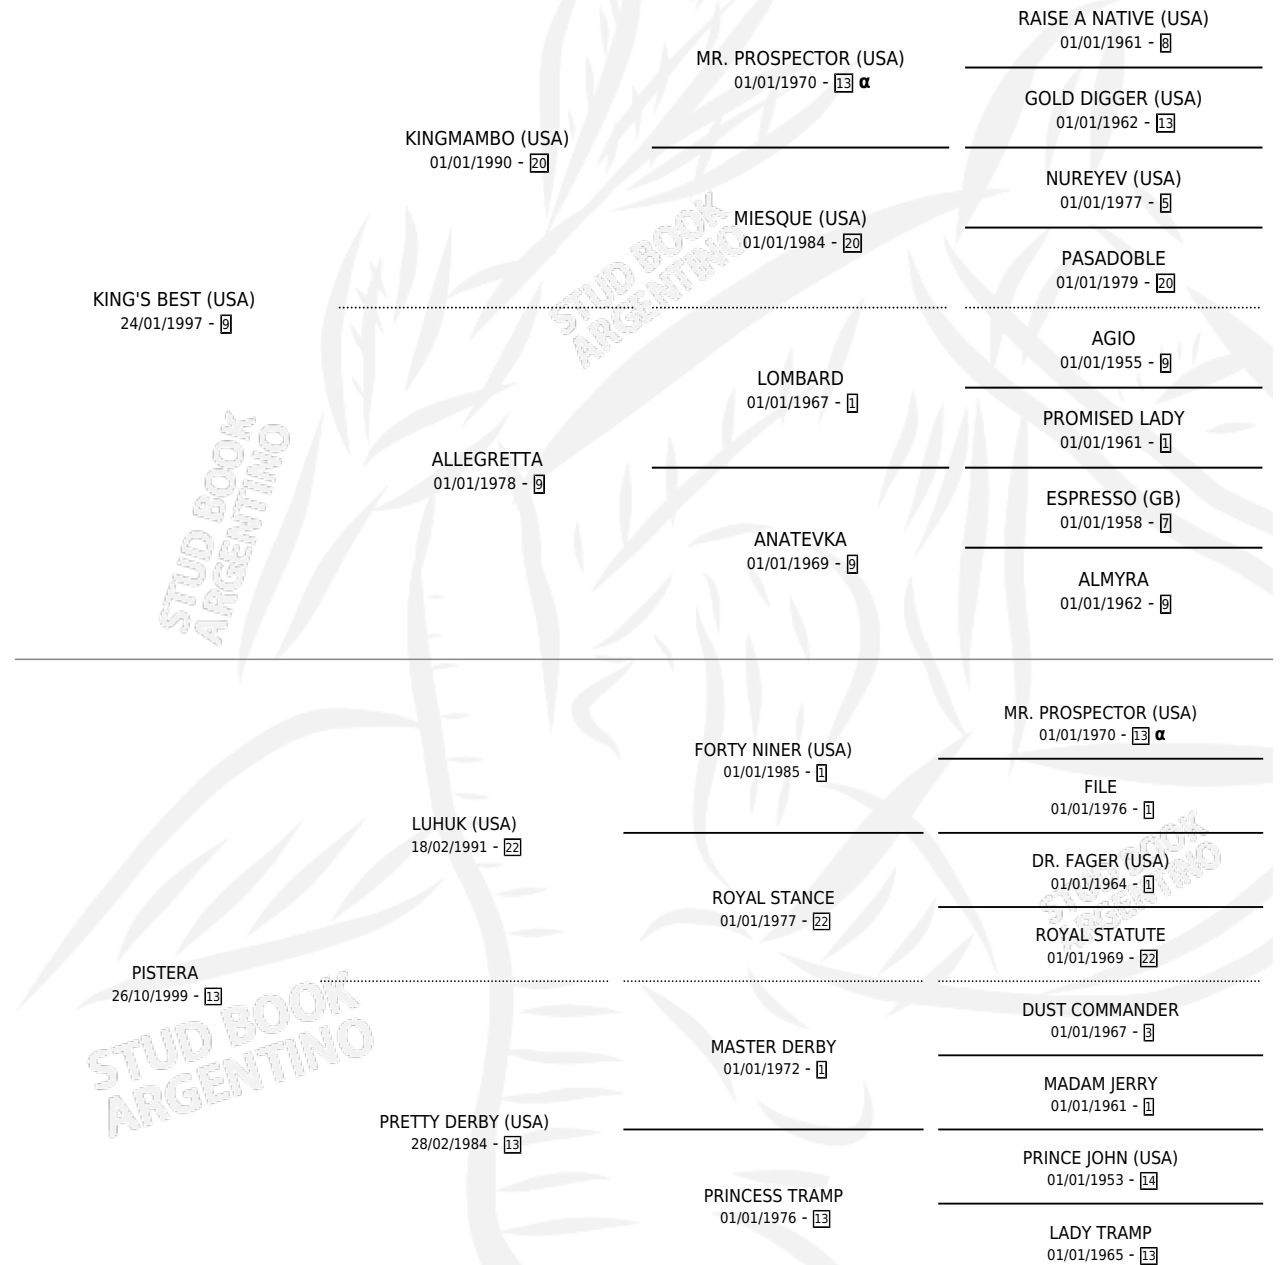 RAISE A NATIVE (USA)
01/01/1961 - 8
MR. PROSPECTOR (USA)
01/01/1970 - 13 α
GOLD DIGGER (USA)
01/01/1962 - 13
KINGMAMBO (USA)
01/01/1990 - 20
NUREYEV (USA)
01/01/1977 - 5
MIESQUE (USA)
01/01/1984 - 20
PASADOBLE
01/01/1979 - 20
KING'S BEST (USA)
24/01/1997 - 9
AGIO
01/01/1955 - 9
LOMBARD
01/01/1967 - 1
PROMISED LADY
01/01/1961 - 1
ALLEGRETTA
01/01/1978 - 9
ESPRESSO (GB)
01/01/1958 - 7
ANATEVKA
01/01/1969 - 9
ALMYRA
01/01/1962 - 9
MR. PROSPECTOR (USA)
01/01/1970 - 13 α
FORTY NINER (USA)
01/01/1985 - 1
FILE
01/01/1976 - 1
LUHUK (USA)
18/02/1991 - 22
DR. FAGER (USA)
01/01/1964 - 1
ROYAL STANCE
01/01/1977 - 22
ROYAL STATUTE
01/01/1969 - 22
PISTERA
26/10/1999 - 13
DUST COMMANDER
01/01/1967 - 3
MASTER DERBY
01/01/1972 - 1
MADAM JERRY
01/01/1961 - 1
PRETTY DERBY (USA)
28/02/1984 - 13
PRINCE JOHN (USA)
01/01/1953 - 14
PRINCESS TRAMP
01/01/1976 - 13
LADY TRAMP
01/01/1965 - 13
STUD BOOK
ARGENTINO
STUD BOOK
ARGENTINO
STUD BOOK
ARGENTINO
STUD BOOK
ARGENTINO